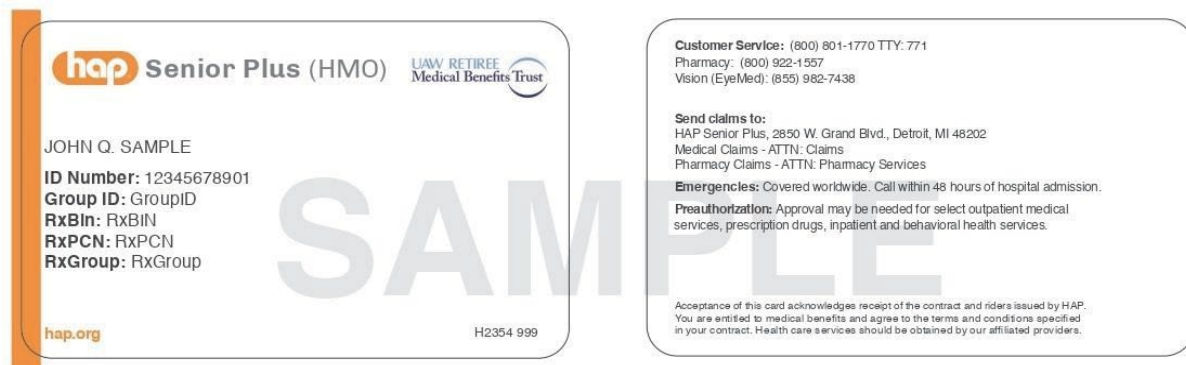 hap Senior Plus (HMO)
UAW RETIREE
Medical Benefits Trust
JOHN Q. SAMPLE
ID Number: 12345678901
Group ID: GroupID
RxBin: RxBIN
RxPCN: RxPCN
RxGroup: RxGroup
hap.org
H2354 999
SAMPLE
Customer Service: (800) 801-1770 TTY: 771
Pharmacy: (800) 922-1557
Vision (EyeMed): (855) 982-7438
Send claims to:
HAP Senior Plus, 2850 W. Grand Blvd., Detroit, MI 48202
Medical Claims - ATTN: Claims
Pharmacy Claims - ATTN: Pharmacy Services
Emergencies: Covered worldwide. Call within 48 hours of hospital admission.
Preauthorization: Approval may be needed for select outpatient medical
services, prescription drugs, inpatient and behavioral health services.
Acceptance of this card acknowledges receipt of the contract and riders issued by HAP.
You are entitled to medical benefits and agree to the terms and conditions specified
in your contract. Health care services should be obtained by our affiliated providers.